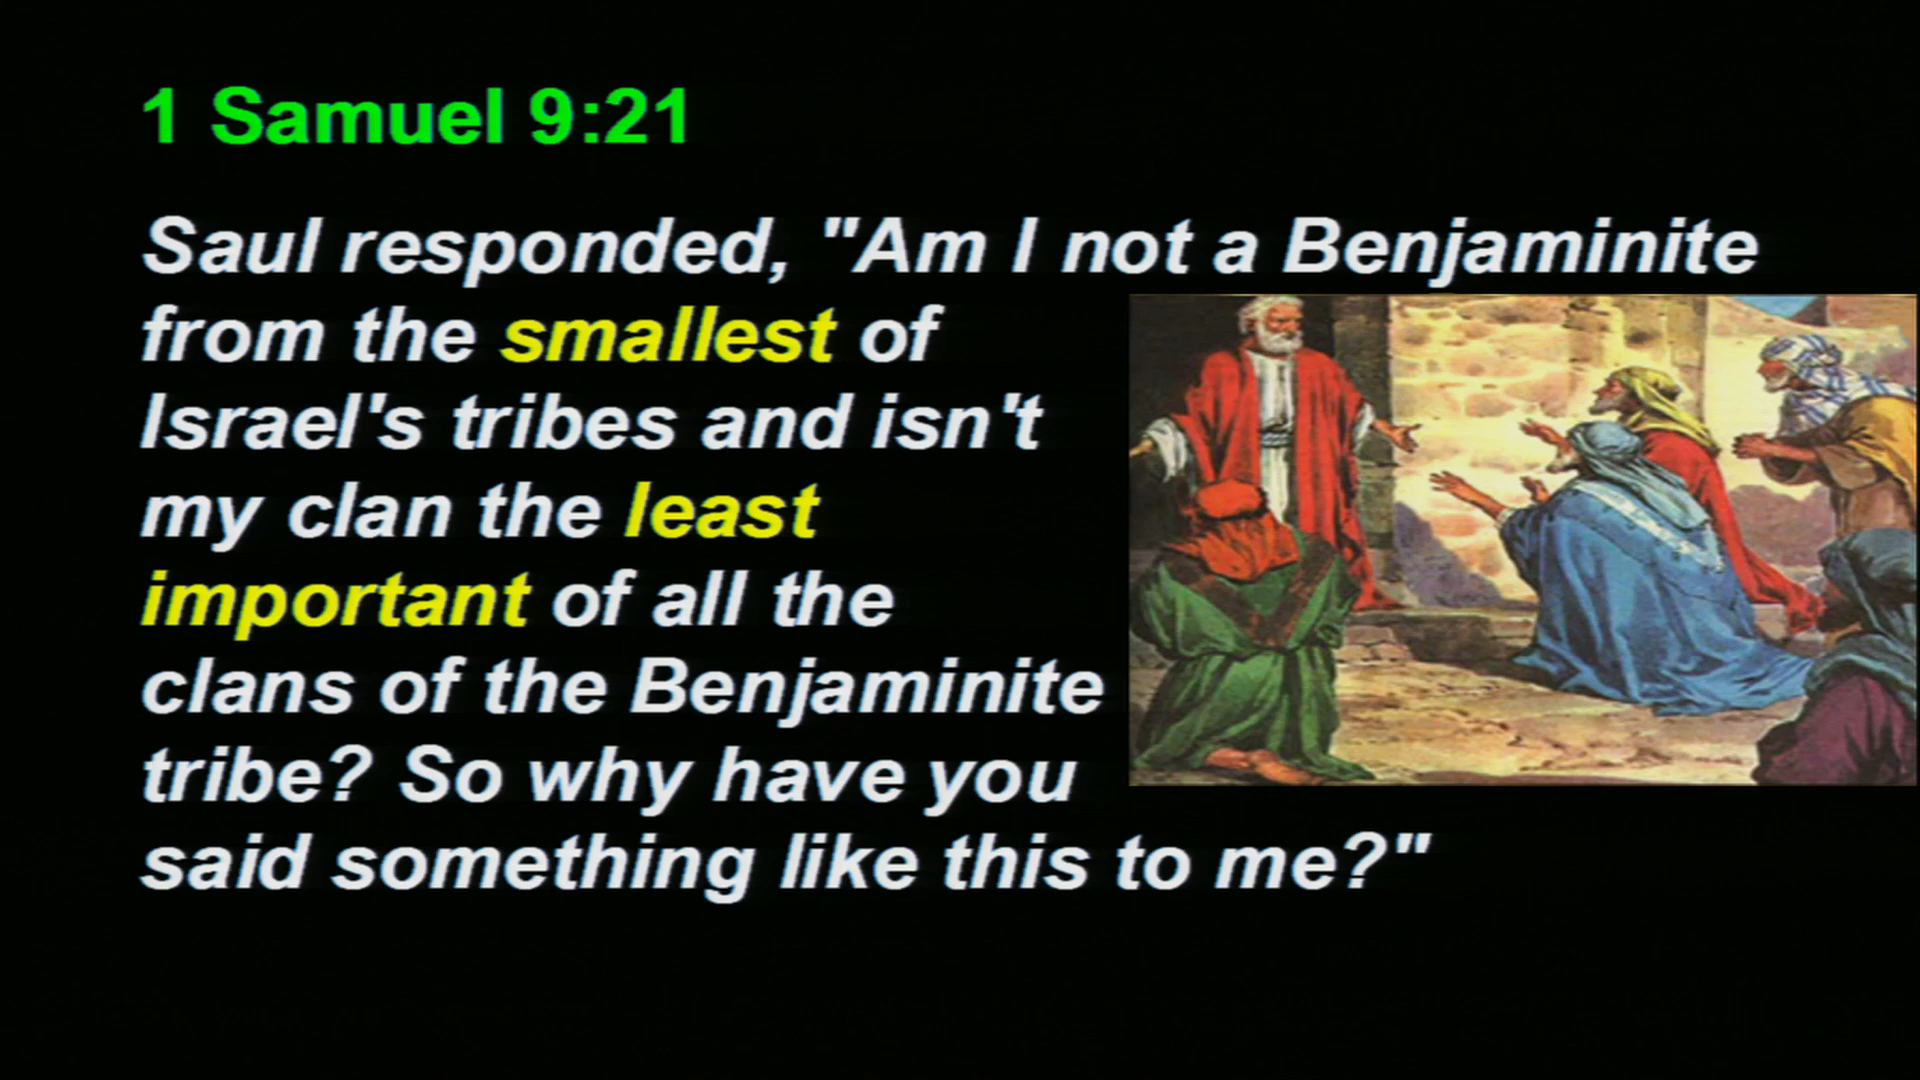 1 Samuel 9:21
Saul responded, "Am I not a Benjaminite
from the smallest of
Israel's tribes and isn't
my clan the least
important of all the
clans of the Benjaminite
tribe? So why have you
said something like this to me?"